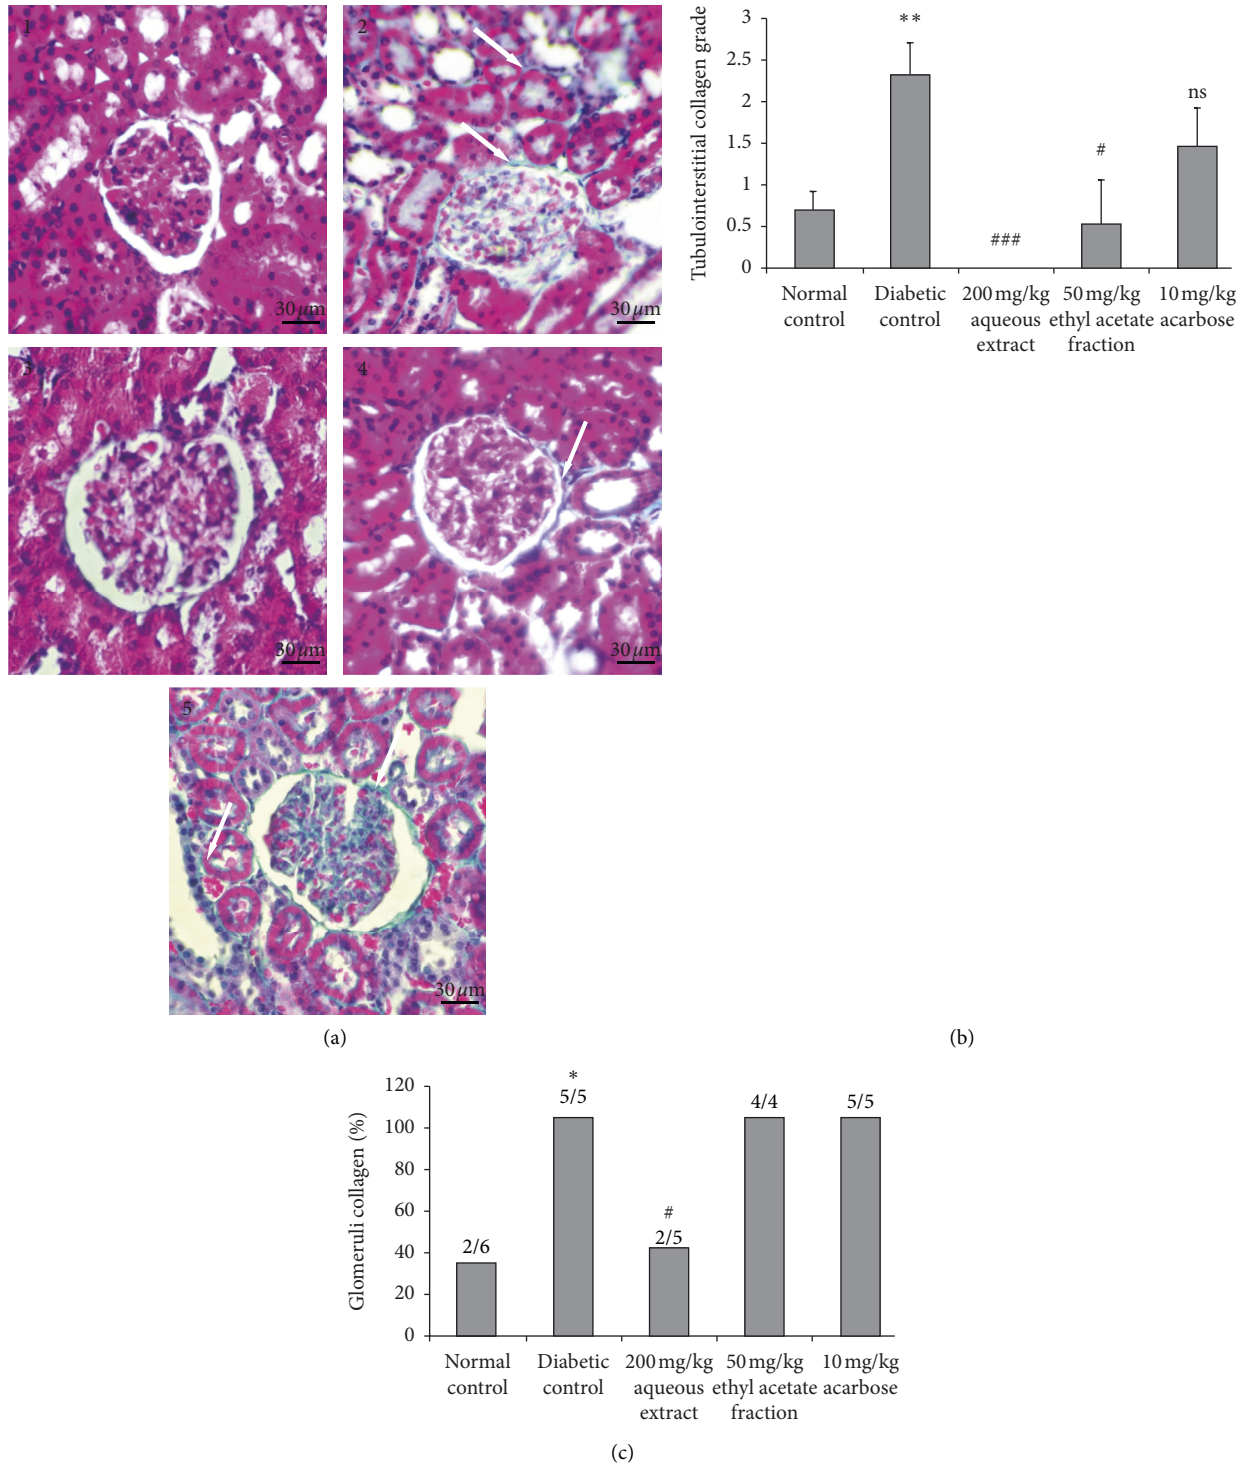 1
30 µm
2
30 µm
3
30 µm
4
30 µm
5
30 µm
(a)
Tubulointerstitial collagen grade
3
2.5
2
1.5
1
0.5
0
**
###
#
ns
Normal
control
Diabetic
control
200 mg/kg
aqueous
extract
50 mg/kg
ethyl acetate
fraction
10 mg/kg
acarbose
(b)
Glomeruli collagen (%)
120
100
80
60
40
20
0
2/6
*
5/5
#
2/5
4/4
5/5
Normal
control
Diabetic
control
200 mg/kg
aqueous
extract
50 mg/kg
ethyl acetate
fraction
10 mg/kg
acarbose
(c)